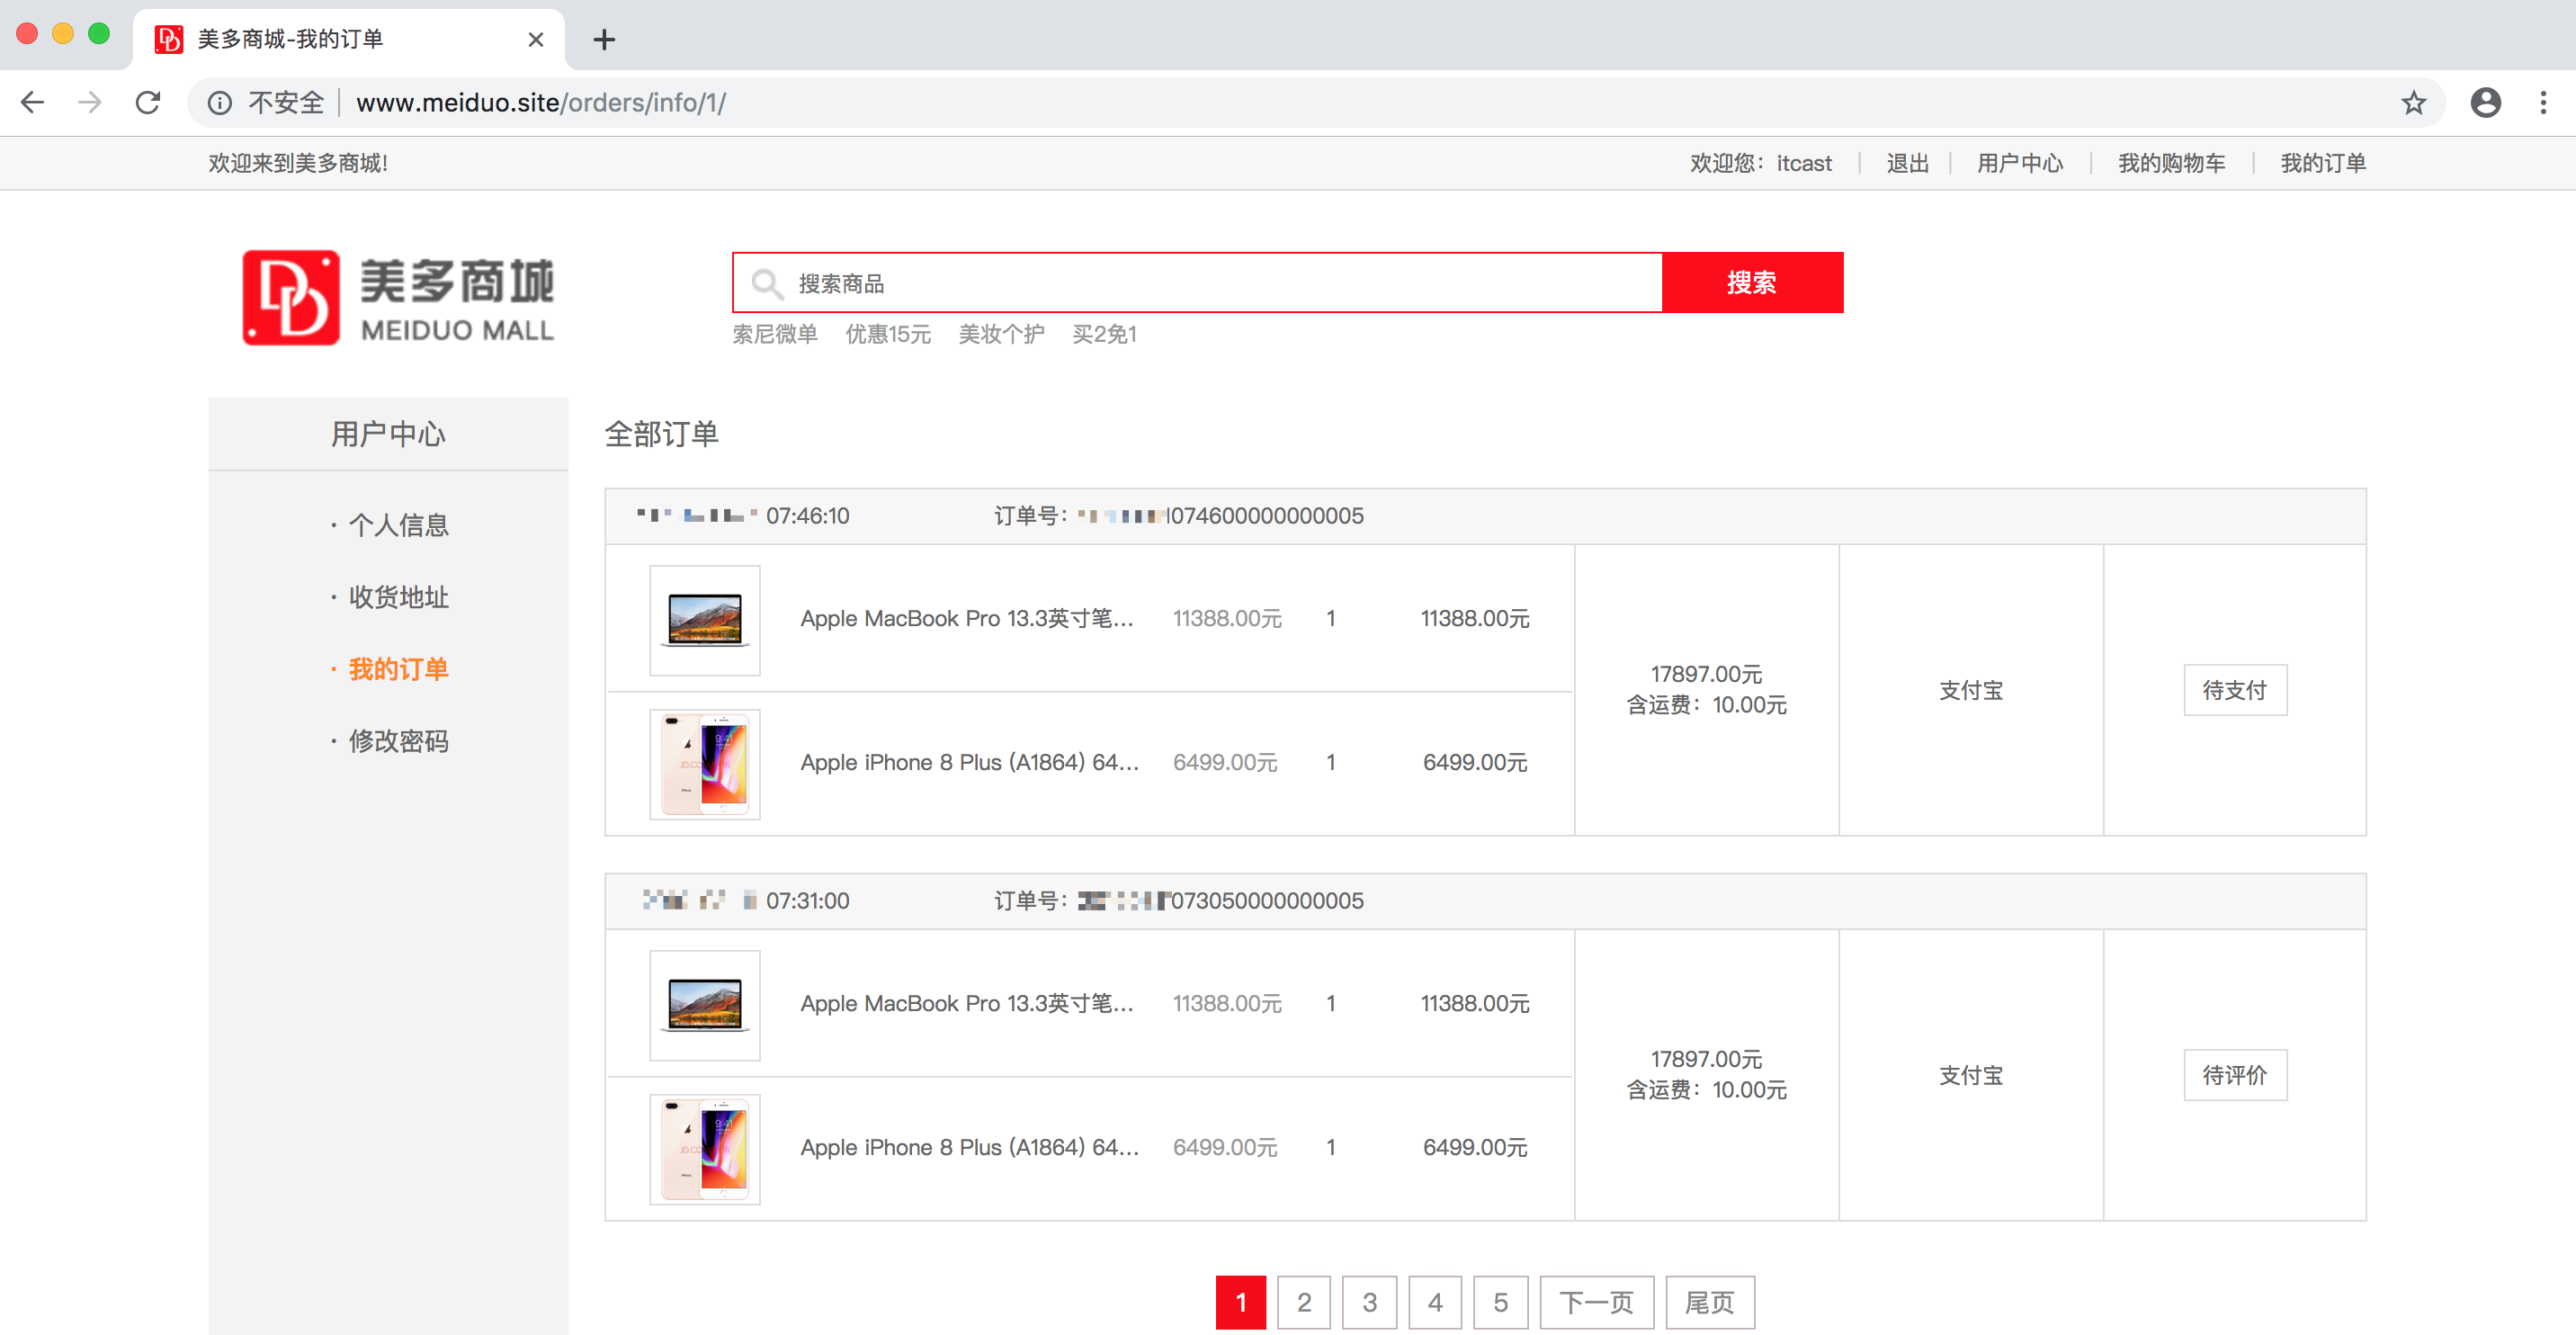 美多商城-我的订单
不安全 www.meiduo.site/orders/info/1/
欢迎来到美多商城!
欢迎您：itcast 退出 用户中心 我的购物车 我的订单
美多商城
MEIDUO MALL
搜索商品
搜索
索尼微单 优惠15元 美妆个护 买2免1
用户中心
· 个人信息
· 收货地址
· 我的订单
· 修改密码
全部订单
07:46:10 订单号： 074600000000005
Apple MacBook Pro 13.3英寸笔... 11388.00元 1 11388.00元
Apple iPhone 8 Plus (A1864) 64... 6499.00元 1 6499.00元
17897.00元
含运费：10.00元
支付宝
待支付
07:31:00 订单号： 073050000000005
Apple MacBook Pro 13.3英寸笔... 11388.00元 1 11388.00元
Apple iPhone 8 Plus (A1864) 64... 6499.00元 1 6499.00元
17897.00元
含运费：10.00元
支付宝
待评价
1 2 3 4 5 下一页 尾页